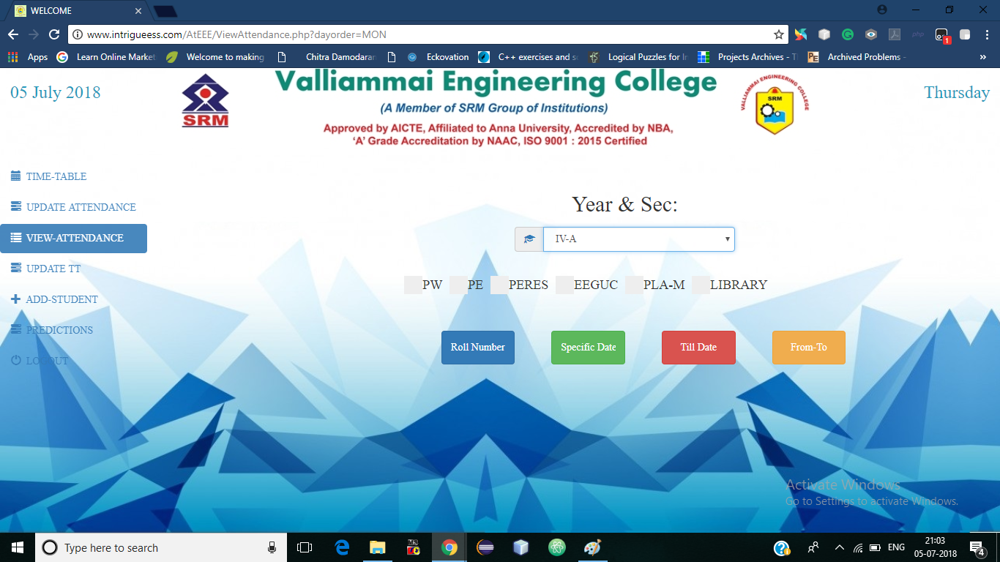 WELCOME
www.intrigueess.com/AtEEE/ViewAttendance.php?dayorder=MON
Apps Learn Online Market Welcome to making Chitra Damodaran Eckovation C++ exercises and so Logical Puzzles for In Projects Archives - T PE Archived Problems - »
05 July 2018
SRM
Valliammai Engineering College
(A Member of SRM Group of Institutions)
Approved by AICTE, Affiliated to Anna University, Accredited by NBA,
‘A’ Grade Accreditation by NAAC, ISO 9001 : 2015 Certified
VALLIAMMAI ENGINEERING COLLEGE
SRM
Thursday
TIME-TABLE
UPDATE ATTENDANCE
VIEW-ATTENDANCE
UPDATE TT
ADD-STUDENT
PREDICTIONS
LOGOUT
Year & Sec:
IV-A
PW PE PERES EEGUC PLA-M LIBRARY
Roll Number Specific Date Till Date From-To
Activate Windows
Go to Settings to activate Windows.
Type here to search
ENG
21:03
05-07-2018
4